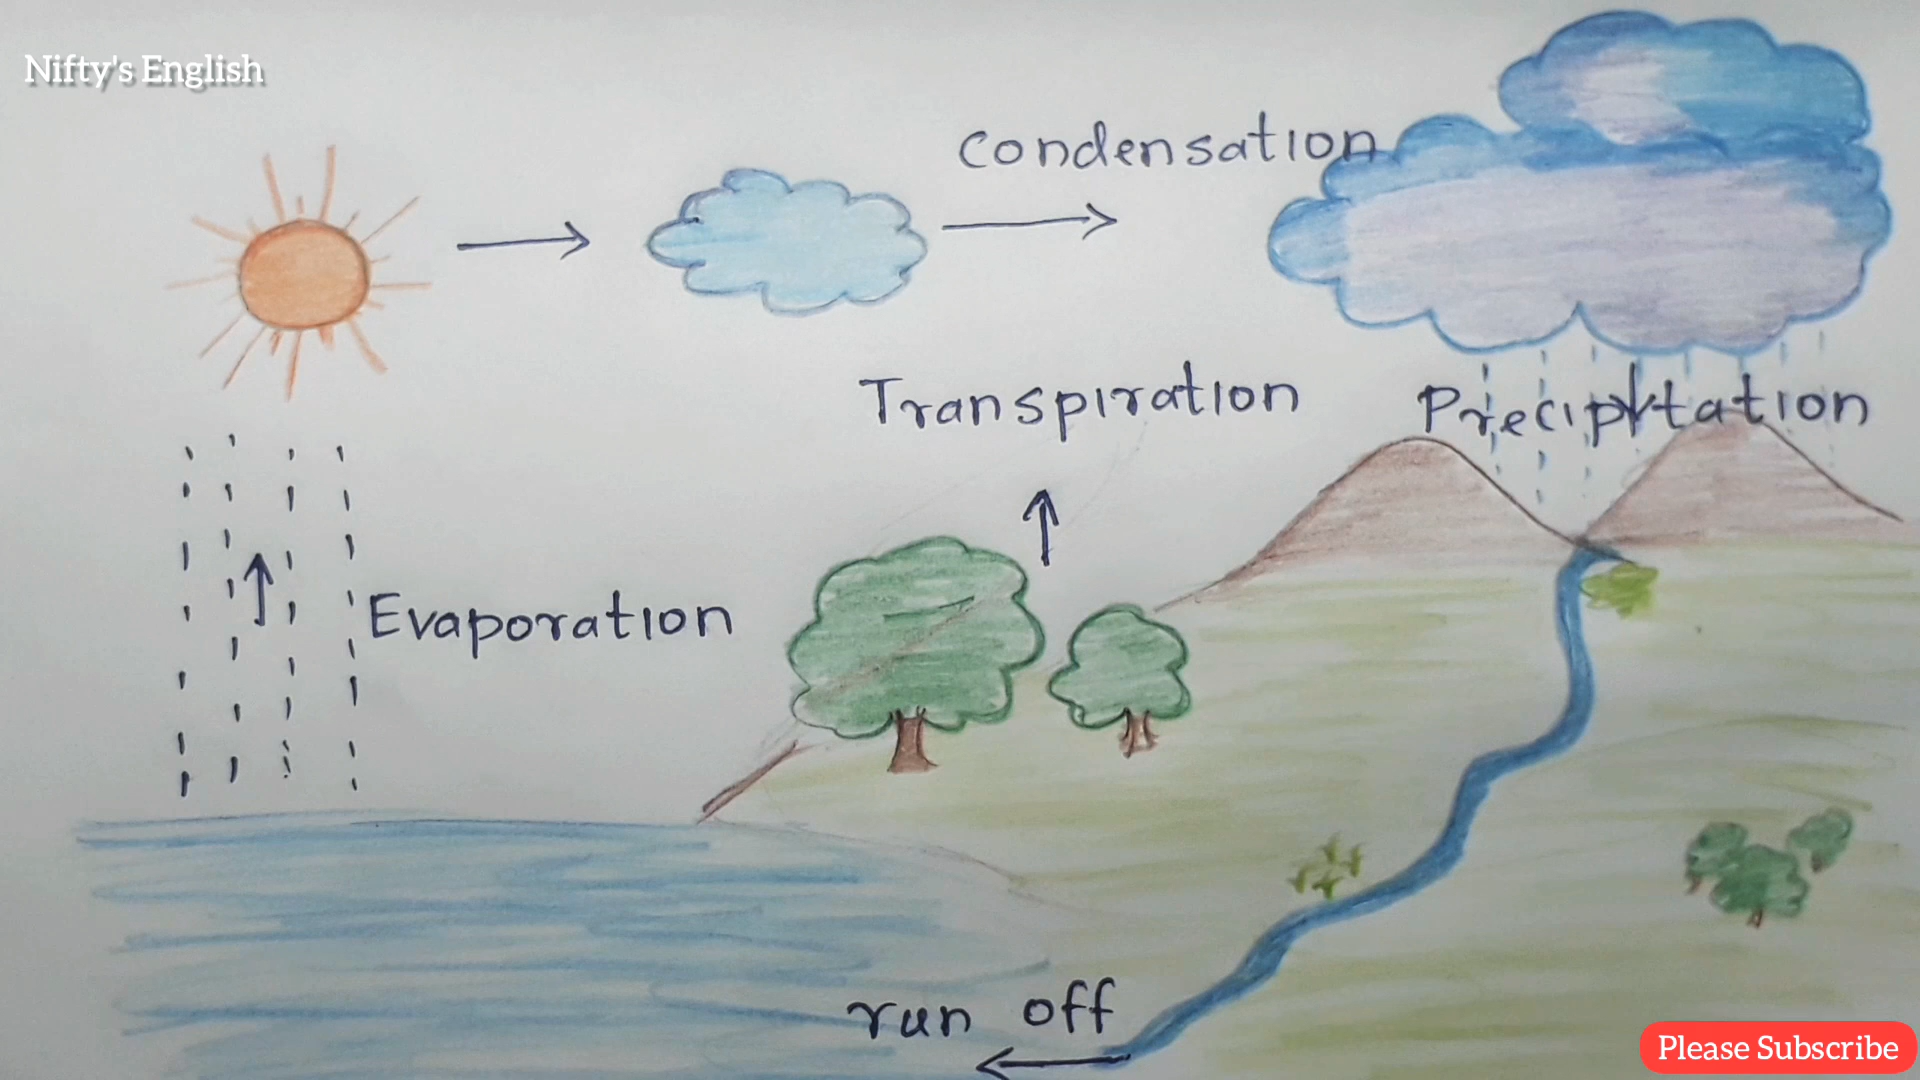 Nifty's English
Condensation
Transpiration
Precipitation
Evaporation
run off
Please Subscribe